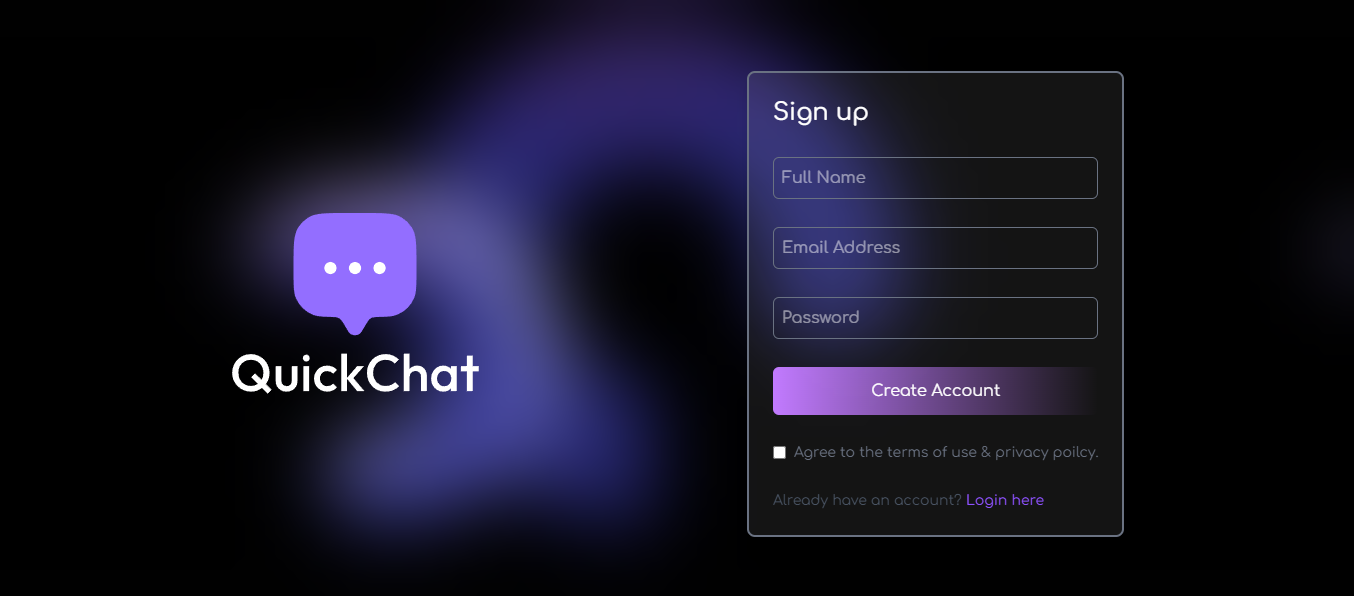 QuickChat
Sign up
Full Name
Email Address
Password
Create Account
Agree to the terms of use & privacy poilcy.
Already have an account? Login here